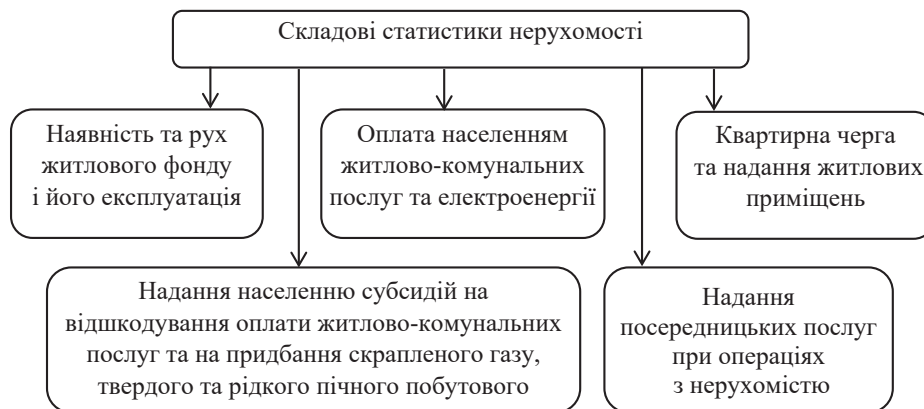 Складові статистики нерухомості
Наявність та рух
житлового фонду
і його експлуатація
Оплата населенням
житлово-комунальних
послуг та електроенергії
Квартирна черга
та надання житлових
приміщень
Надання населенню субсидій на
відшкодування оплати житлово-комунальних
послуг та на придбання скрапленого газу,
твердого та рідкого пічного побутового
Надання
посередницьких послуг
при операціях
з нерухомістю